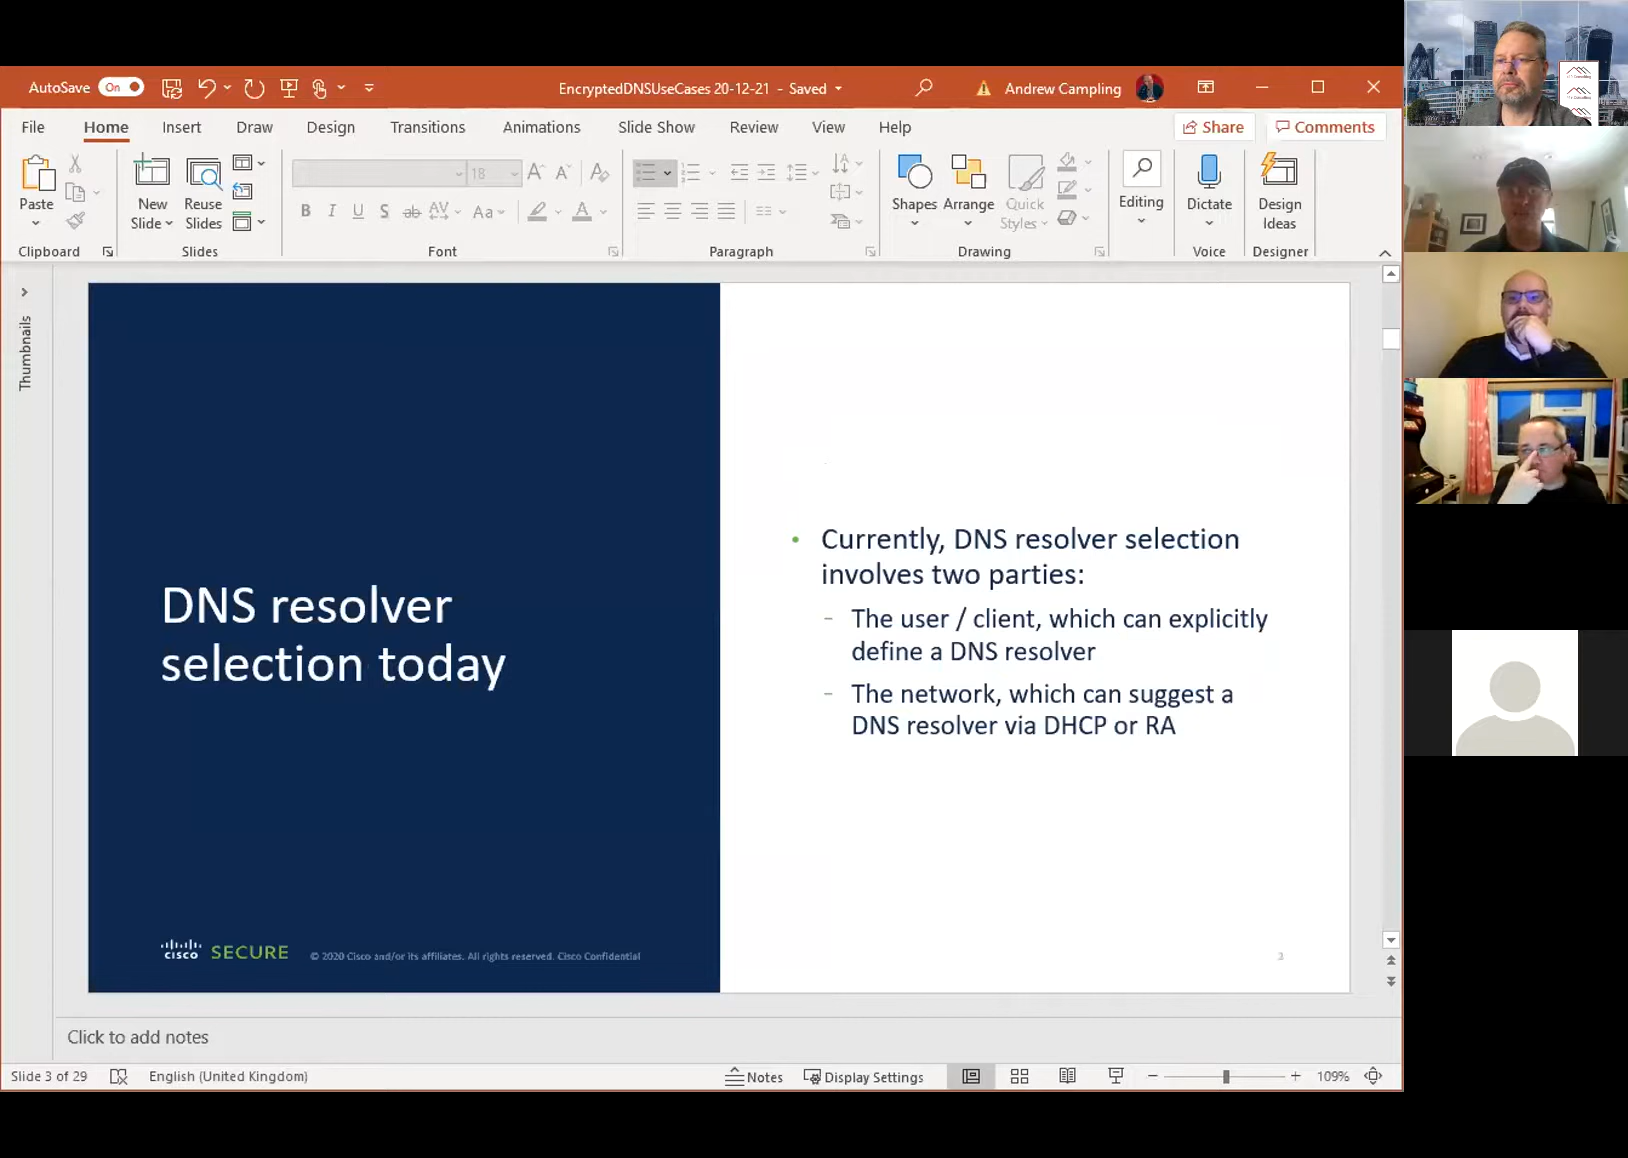 AutoSave On
EncryptedDNSUseCases 20-12-21 - Saved
Andrew Campling
File Home Insert Draw Design Transitions Animations Slide Show Review View Help
Share Comments
Paste
New Slide
Reuse Slides
18
B I U S ab AV Aa A
Shapes Arrange Quick Styles
Editing
Dictate
Design Ideas
Clipboard Slides Font Paragraph Drawing Voice Designer
Thumbnails
DNS resolver
selection today
• Currently, DNS resolver selection
involves two parties:
– The user / client, which can explicitly
define a DNS resolver
– The network, which can suggest a
DNS resolver via DHCP or RA
cisco SECURE © 2020 Cisco and/or its affiliates. All rights reserved. Cisco Confidential
Click to add notes
Slide 3 of 29 English (United Kingdom) Notes Display Settings 109%